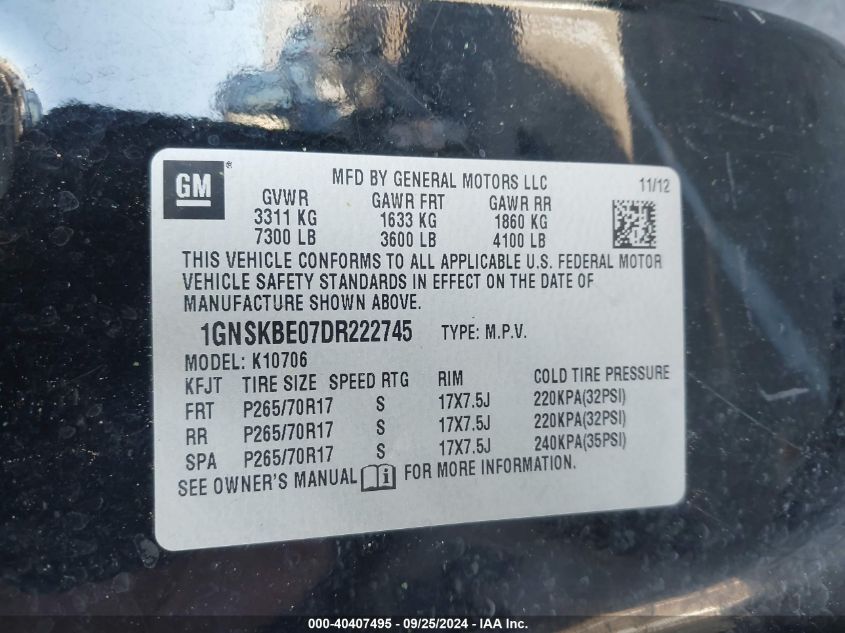 GM®
MFD BY GENERAL MOTORS LLC 11/12
GVWR GAWR FRT GAWR RR
3311 KG 1633 KG 1860 KG
7300 LB 3600 LB 4100 LB
THIS VEHICLE CONFORMS TO ALL APPLICABLE U.S. FEDERAL MOTOR
VEHICLE SAFETY STANDARDS IN EFFECT ON THE DATE OF
MANUFACTURE SHOWN ABOVE.
1GNSKBE07DR222745 TYPE: M.P.V.
MODEL: K10706
KFJT TIRE SIZE SPEED RTG RIM COLD TIRE PRESSURE
FRT P265/70R17 S 17X7.5J 220KPA(32PSI)
RR P265/70R17 S 17X7.5J 220KPA(32PSI)
SPA P265/70R17 S 17X7.5J 240KPA(35PSI)
SEE OWNER'S MANUAL i FOR MORE INFORMATION.
000-40407495 - 09/25/2024 - IAA Inc.